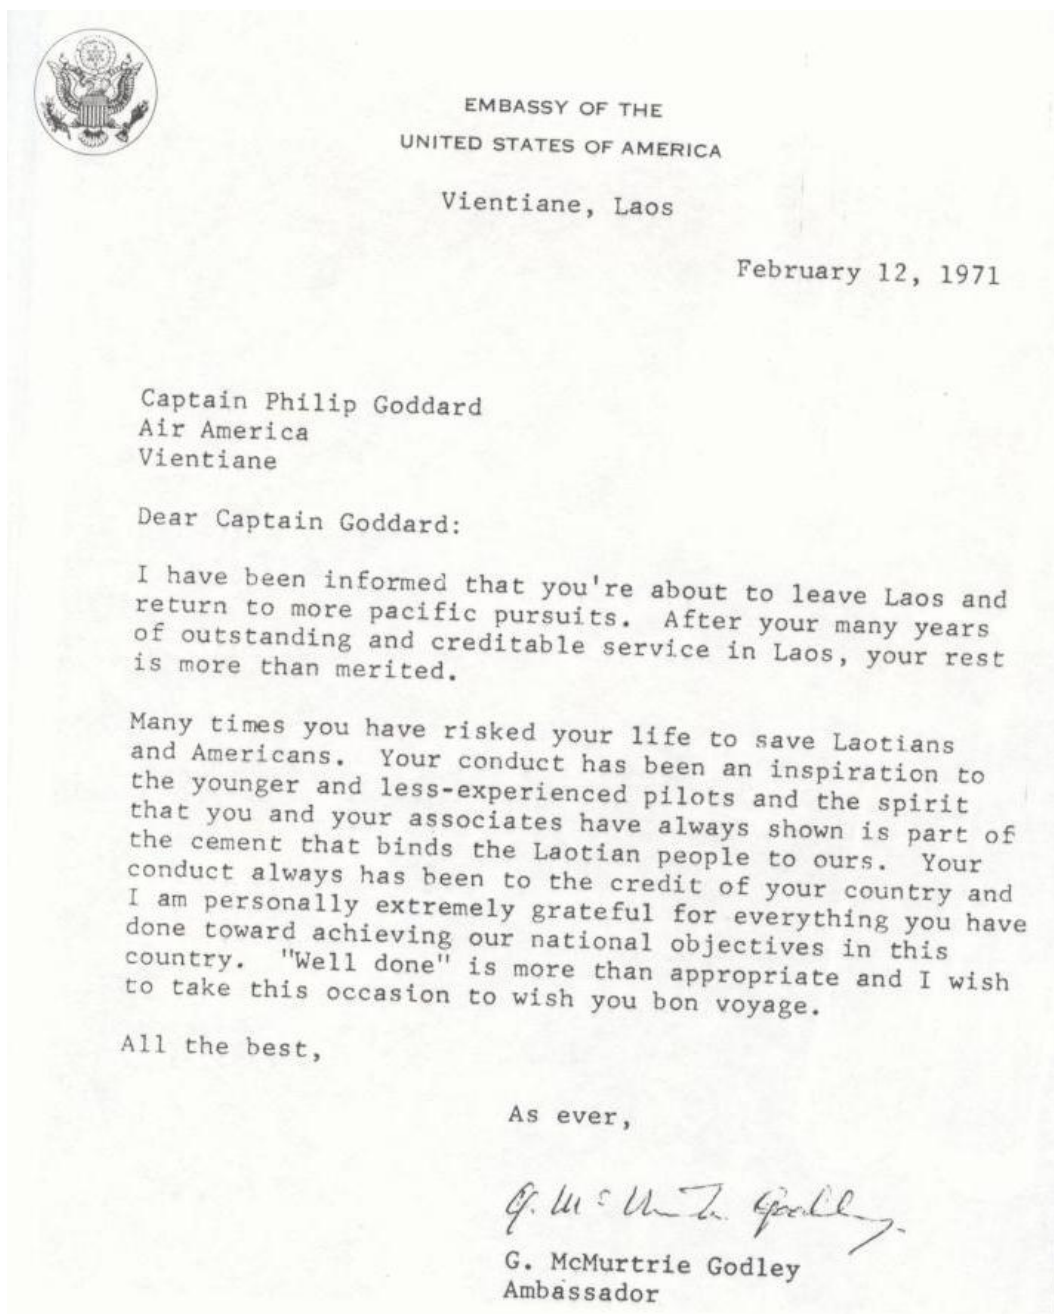 EMBASSY OF THE
UNITED STATES OF AMERICA
Vientiane, Laos
February 12, 1971
Captain Philip Goddard
Air America
Vientiane
Dear Captain Goddard:
I have been informed that you're about to leave Laos and
return to more pacific pursuits. After your many years
of outstanding and creditable service in Laos, your rest
is more than merited.
Many times you have risked your life to save Laotians
and Americans. Your conduct has been an inspiration to
the younger and less-experienced pilots and the spirit
that you and your associates have always shown is part of
the cement that binds the Laotian people to ours. Your
conduct always has been to the credit of your country and
I am personally extremely grateful for everything you have
done toward achieving our national objectives in this
country. "Well done" is more than appropriate and I wish
to take this occasion to wish you bon voyage.
All the best,
As ever,
G. McMurtrie Godley
G. McMurtrie Godley
Ambassador